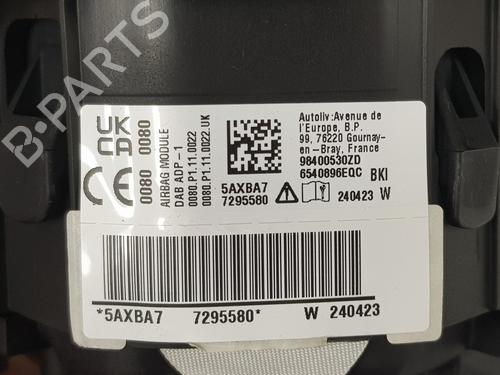 B-PARTS
UK
CA
CE
0080 0080
0080
AIRBAG MODULE
DAB ADP-1
0080.P1.11.0022
0080.P1.11.0022.UK
5AXBA7
7295580
Autoliv:Avenue de
l'Europe, B.P.
99, 76220 Gournay-
en-Bray, France
98400530ZD
6540896EQC BKI
240423 W
*5AXBA7 7295580* W 240423